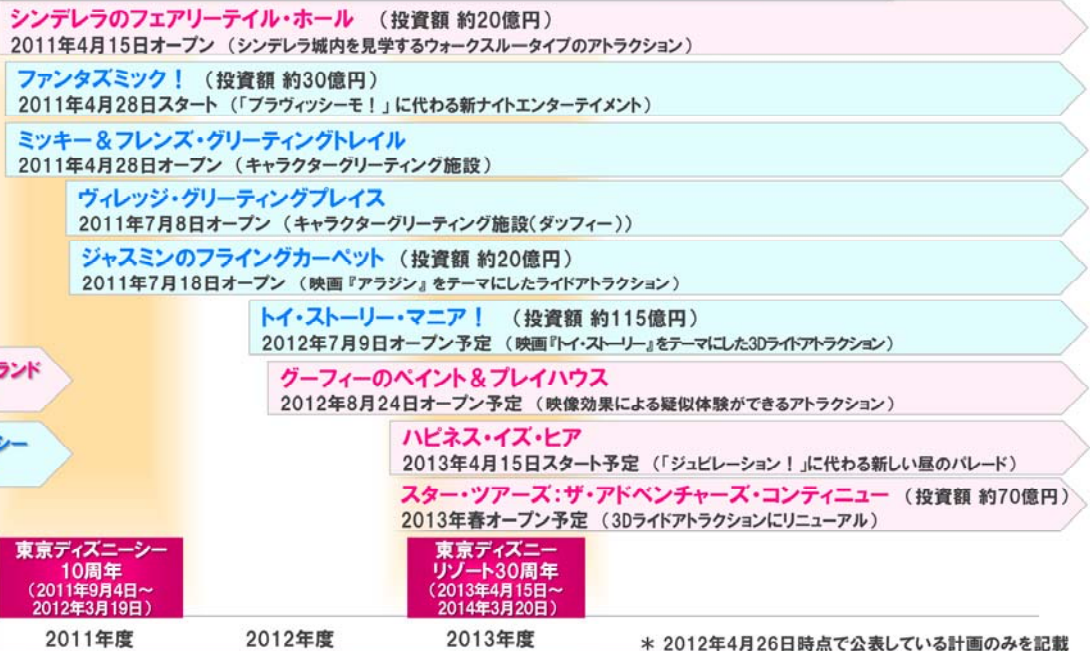 シンデレラのフェアリーテイル・ホール (投資額 約20億円)
2011年4月15日オープン (シンデレラ城内を見学するウォークスルータイプのアトラクション)
ファンタズミック! (投資額 約30億円)
2011年4月28日スタート (「ブラヴィッシーモ!」に代わる新ナイトエンターテイメント)
ミッキー&フレンズ・グリーティングトレイル
2011年4月28日オープン (キャラクターグリーティング施設)
ヴィレッジ・グリーティングプレイス
2011年7月8日オープン (キャラクターグリーティング施設(ダッフィー))
ジャスミンのフライングカーペット (投資額 約20億円)
2011年7月18日オープン (映画『アラジン』をテーマにしたライドアトラクション)
トイ・ストーリー・マニア! (投資額 約115億円)
2012年7月9日オープン予定 (映画『トイ・ストーリー』をテーマにした3Dライドアトラクション)
ランド
グーフィーのペイント&プレイハウス
2012年8月24日オープン予定 (映像効果による疑似体験ができるアトラクション)
シー
ハピネス・イズ・ヒア
2013年4月15日スタート予定 (「ジュビレーション!」に代わる新しい昼のパレード)
スター・ツアーズ:ザ・アドベンチャーズ・コンティニュー (投資額 約70億円)
2013年春オープン予定 (3Dライドアトラクションにリニューアル)
東京ディズニーシー
10周年
(2011年9月4日~
2012年3月19日)
東京ディズニー
リゾート30周年
(2013年4月15日~
2014年3月20日)
2011年度 2012年度 2013年度 * 2012年4月26日時点で公表している計画のみを記載